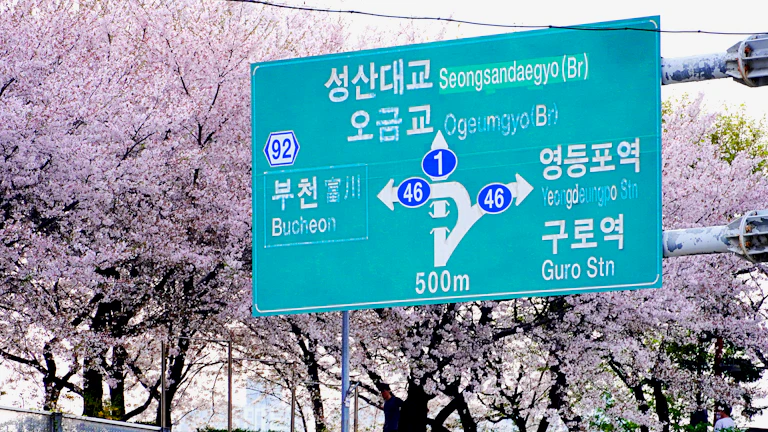 성산대교 Seongsandaegyo(Br)
오금교 Ogeumgyo(Br)
92
1
46
46
부천 富川
Bucheon
영등포역
Yeongdeungpo Stn
구로역
Guro Stn
500m